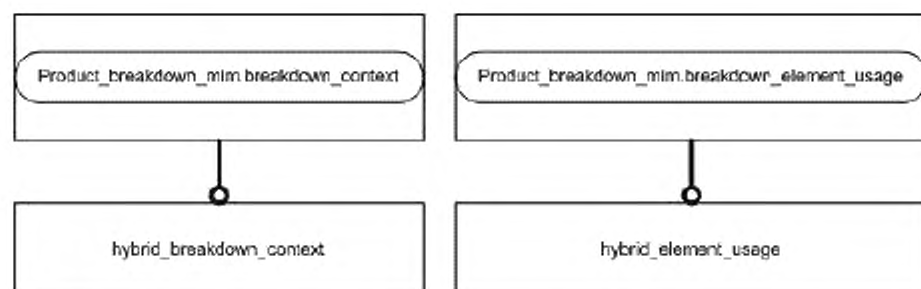 Product_breakdown_mim.breakdown_context
Product_breakdown_mim.breakdown_element_usage
hybrid_breakdown_context
hybrid_element_usage